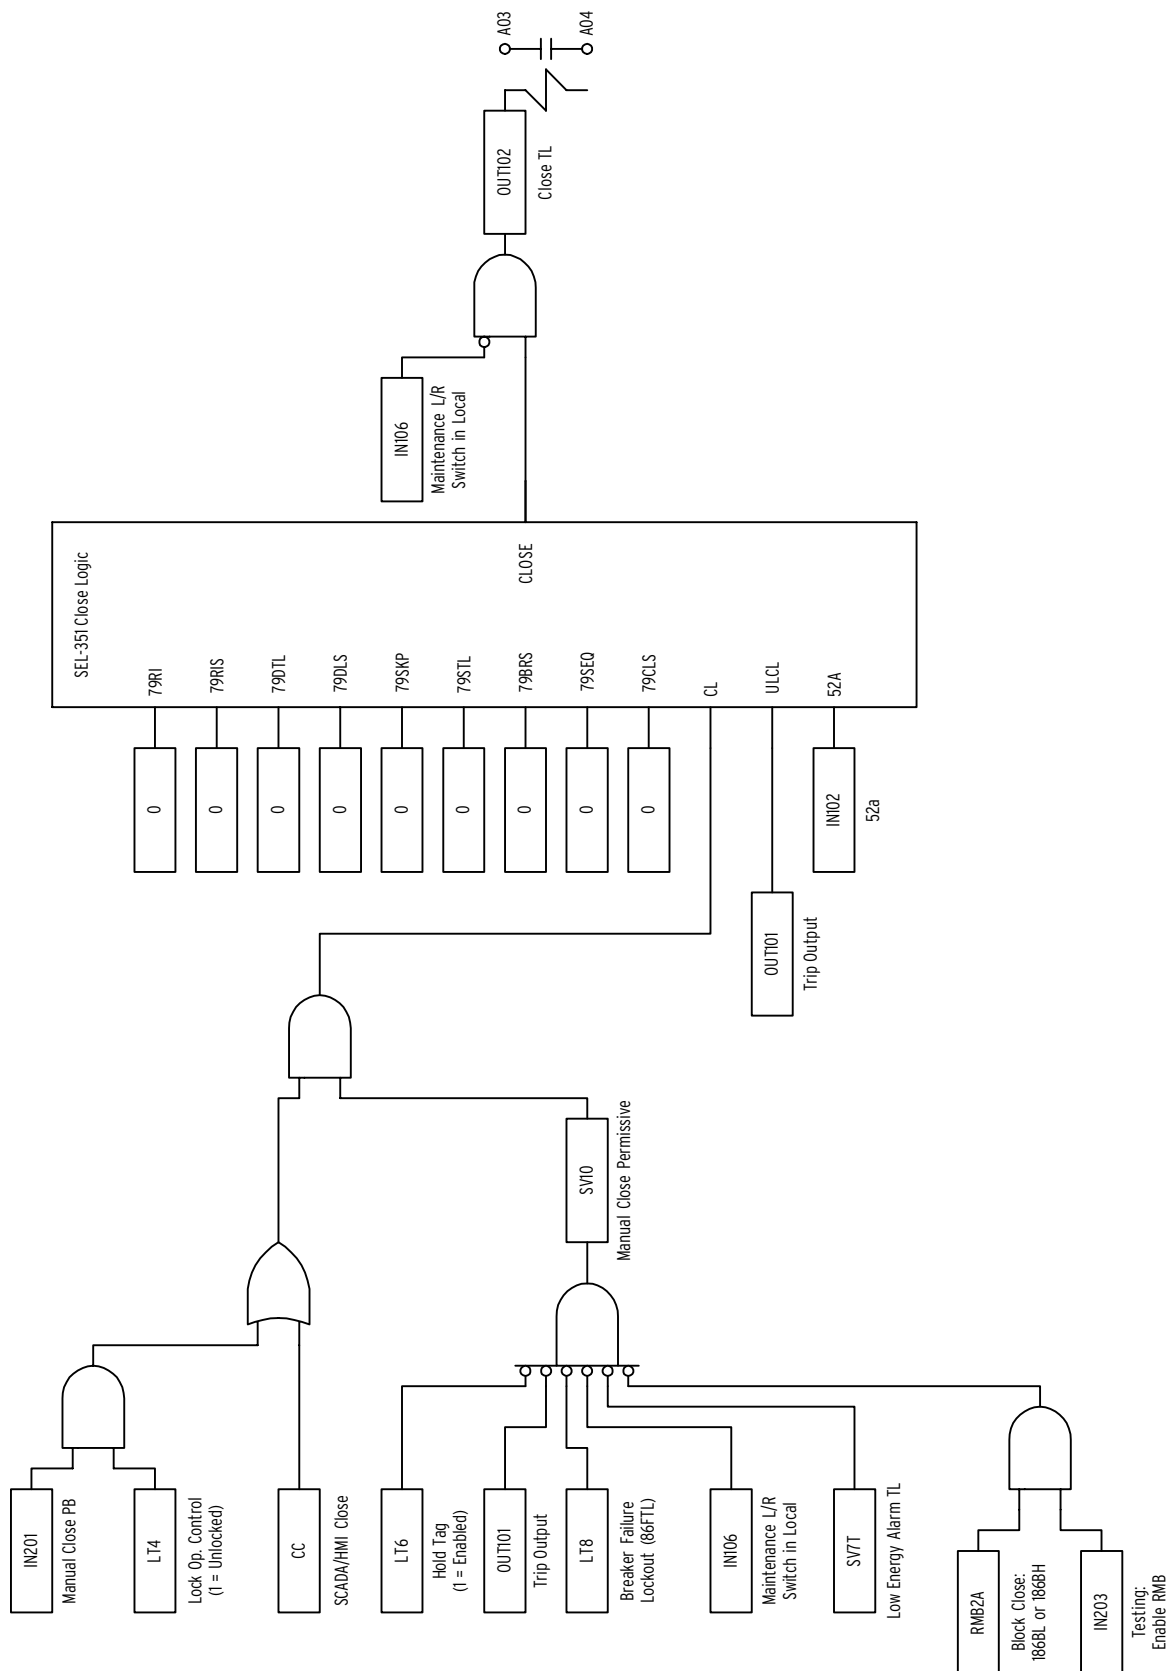 IN201
Manual Close PB
LT4
Lock Op. Control
(1 = Unlocked)
CC
SCADA/HMI Close
LT6
Hold Tag
(1 = Enabled)
OUT101
Trip Output
LT8
Breaker Failure
Lockout (86FTL)
IN106
Maintenance L/R
Switch in Local
SV7T
Low Energy Alarm TL
RMB2A
Block Close:
186BL or 186BH
IN203
Testing:
Enable RMB
SV10
Manual Close Permissive
0
0
0
0
0
0
0
0
0
OUT101
Trip Output
IN102
52a
SEL-351 Close Logic
79RI
79RIS
79DTL
79DLS
79SKP
79STL
79BRS
79SEQ
79CLS
CL
ULCL
52A
CLOSE
IN106
Maintenance L/R
Switch in Local
OUT102
Close TL
A03
A04